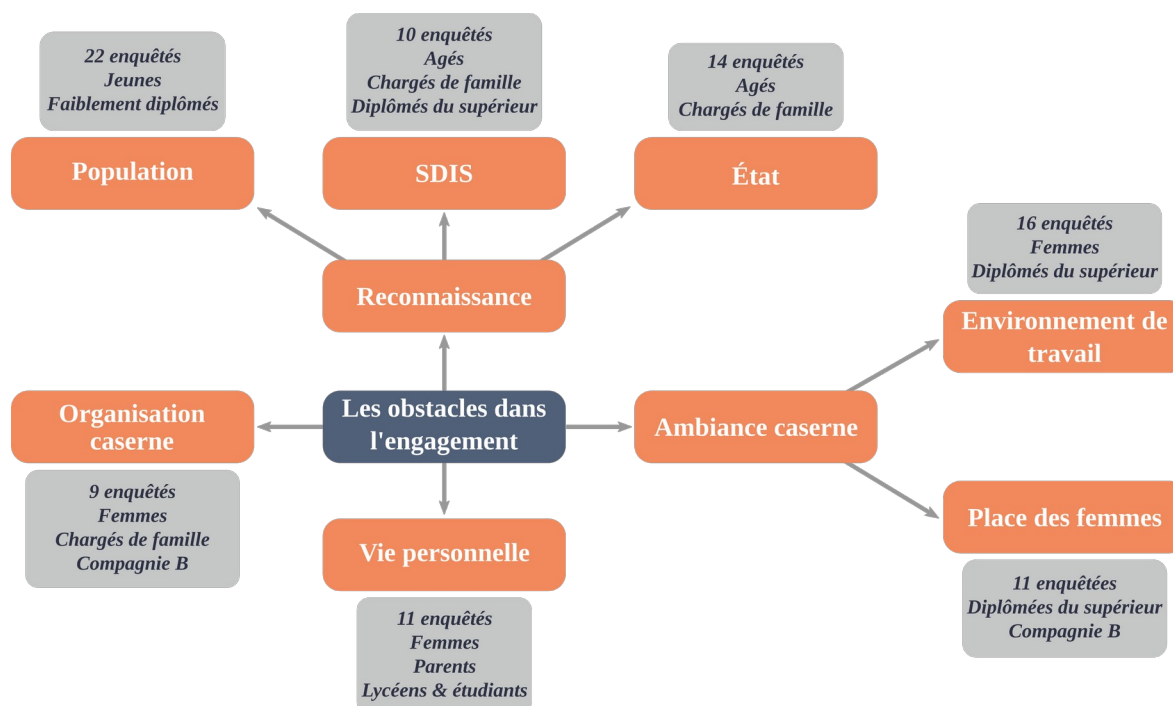 22 enquêtés
Jeunes
Faiblement diplômés
Population
10 enquêtés
Agés
Chargés de famille
Diplômés du supérieur
SDIS
14 enquêtés
Agés
Chargés de famille
État
Reconnaissance
16 enquêtés
Femmes
Diplômés du supérieur
Environnement de
travail
Organisation
caserne
9 enquêtés
Femmes
Chargés de famille
Compagnie B
Les obstacles dans
l'engagement
Ambiance caserne
Vie personnelle
11 enquêtés
Femmes
Parents
Lycéens & étudiants
Place des femmes
11 enquêtées
Diplômées du supérieur
Compagnie B